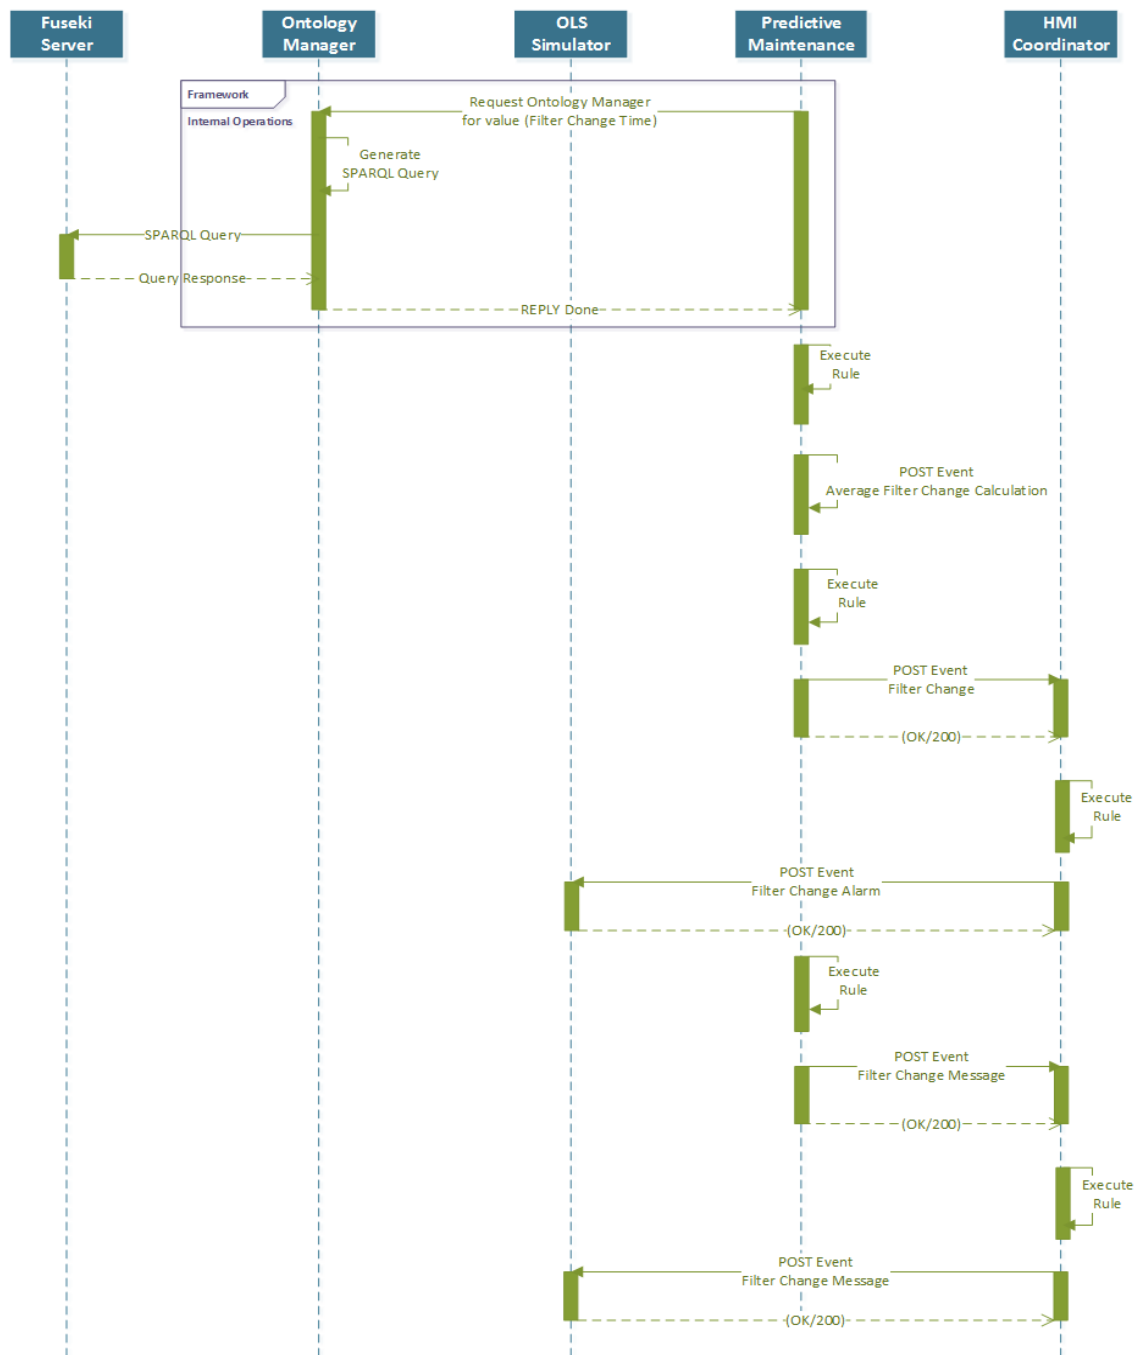 Fuseki
Server
Ontology
Manager
OLS
Simulator
Predictive
Maintenance
HMI
Coordinator
Framework
Internal Operations
Request Ontology Manager
for value (Filter Change Time)
Generate
SPARQL Query
SPARQL Query
Query Response
REPLY Done
Execute
Rule
POST Event
Average Filter Change Calculation
Execute
Rule
POST Event
Filter Change
(OK/200)
Execute
Rule
POST Event
Filter Change Alarm
(OK/200)
Execute
Rule
POST Event
Filter Change Message
(OK/200)
Execute
Rule
POST Event
Filter Change Message
(OK/200)